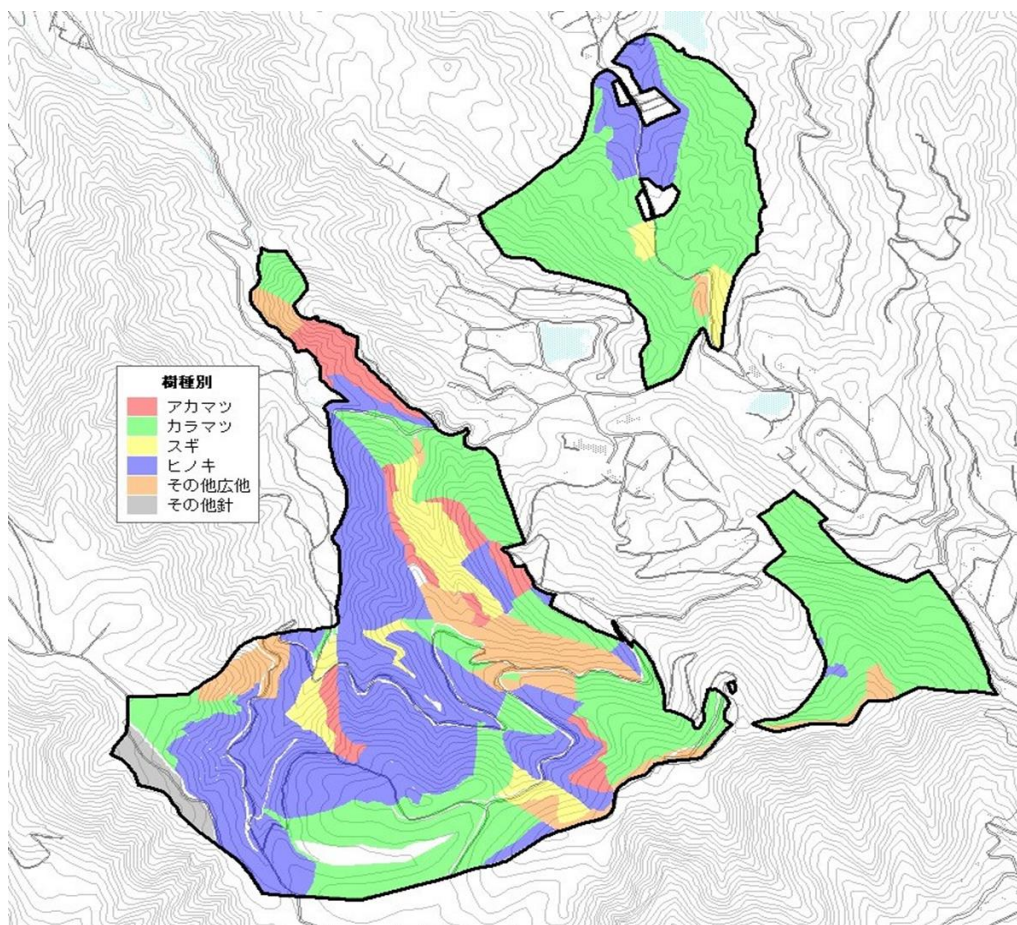 樹種別
アカマツ
カラマツ
スギ
ヒノキ
その他広他
その他針